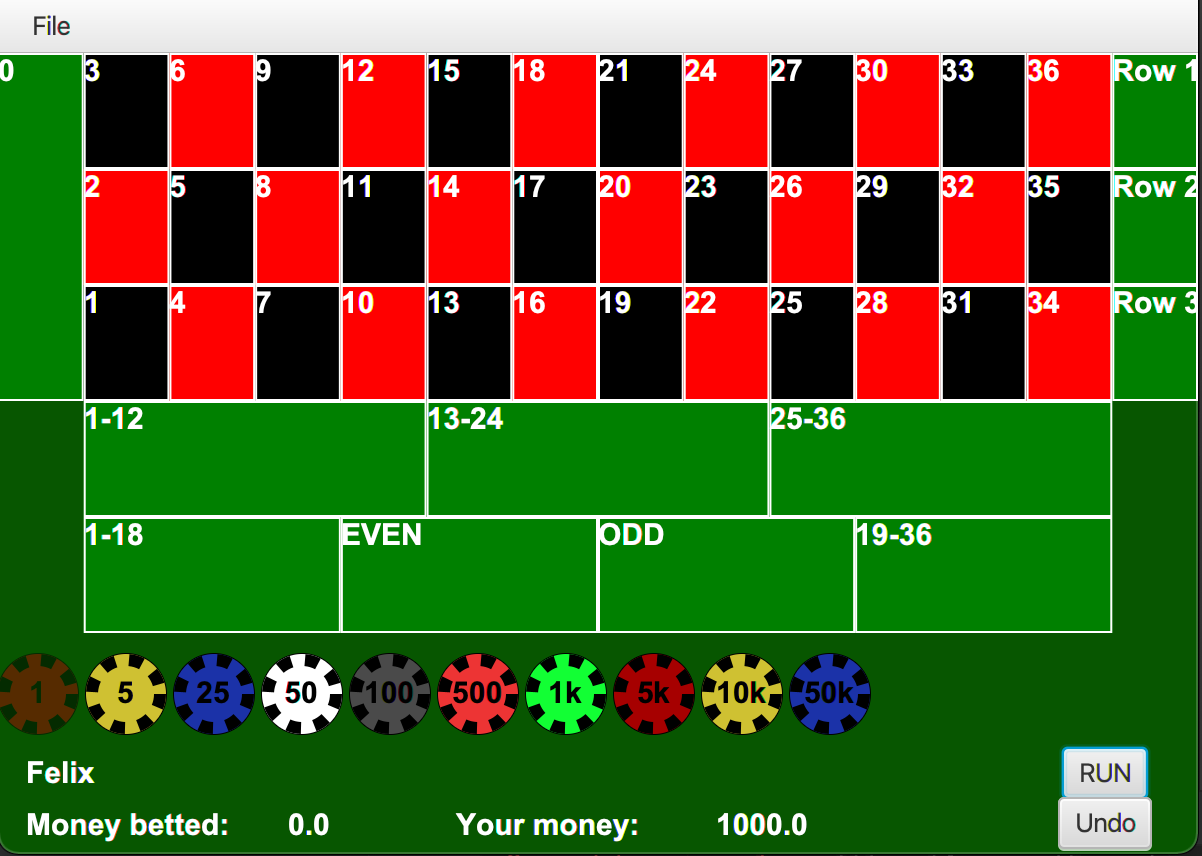 File
0 3 6 9 12 15 18 21 24 27 30 33 36 Row 1
2 5 8 11 14 17 20 23 26 29 32 35 Row 2
1 4 7 10 13 16 19 22 25 28 31 34 Row 3
1-12 13-24 25-36
1-18 EVEN ODD 19-36
1 5 25 50 100 500 1k 5k 10k 50k
Felix RUN
Money betted: 0.0 Your money: 1000.0 Undo